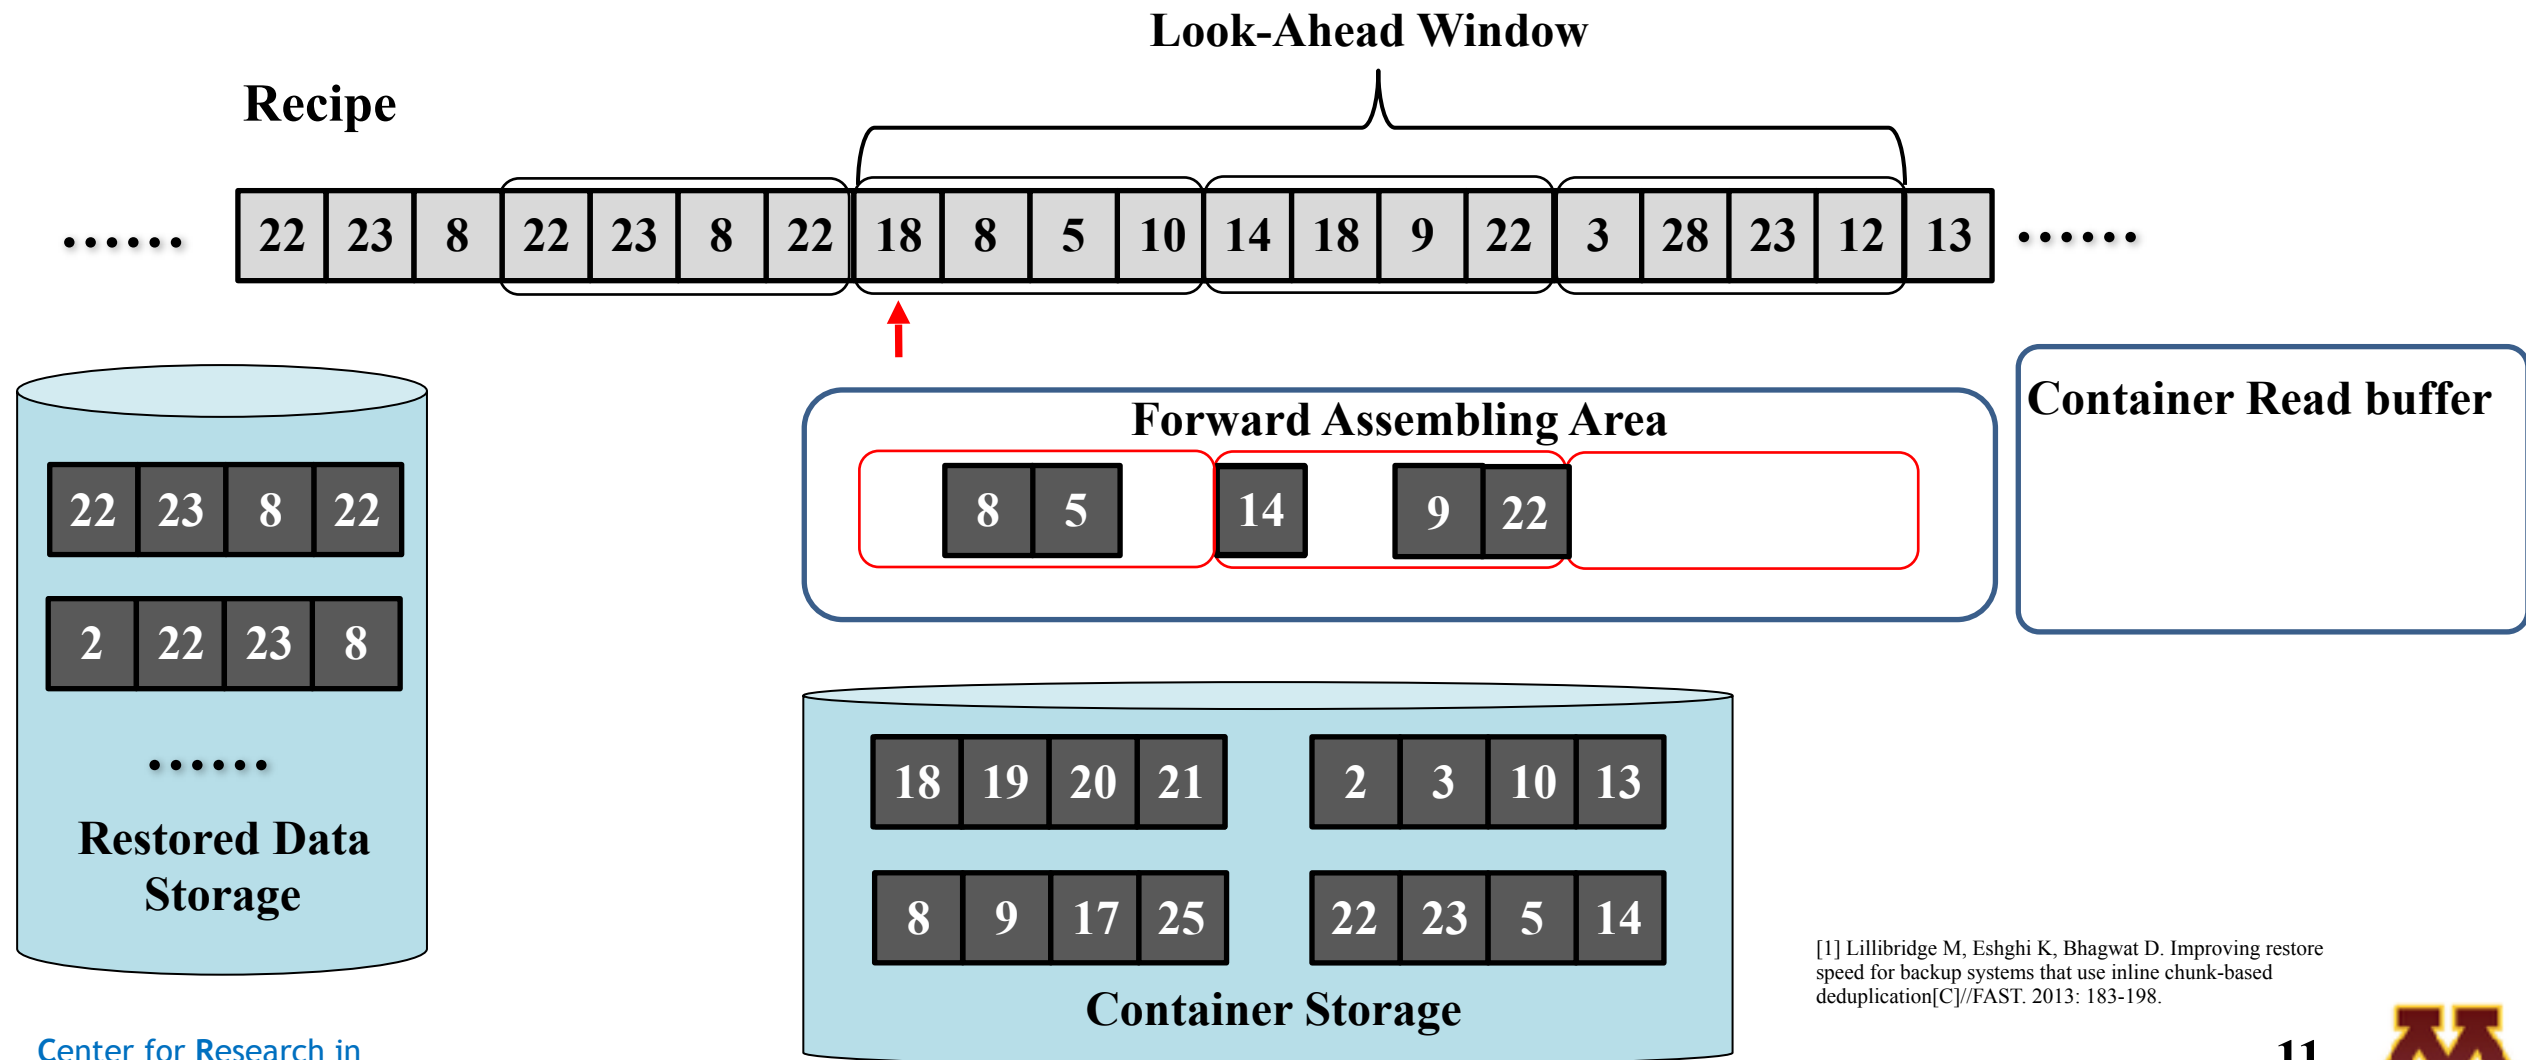 Look-Ahead Window
Recipe
...... 22 23 8 22 23 8 22 18 8 5 10 14 18 9 22 3 28 23 12 13 ......
Forward Assembling Area
Container Read buffer
8 5 14 9 22
22 23 8 22
2 22 23 8
......
Restored Data
Storage
18 19 20 21 2 3 10 13
8 9 17 25 22 23 5 14
Container Storage
[1] Lillibridge M, Eshghi K, Bhagwat D. Improving restore
speed for backup systems that use inline chunk-based
deduplication[C]//FAST. 2013: 183-198.
Center for Research in
11
M